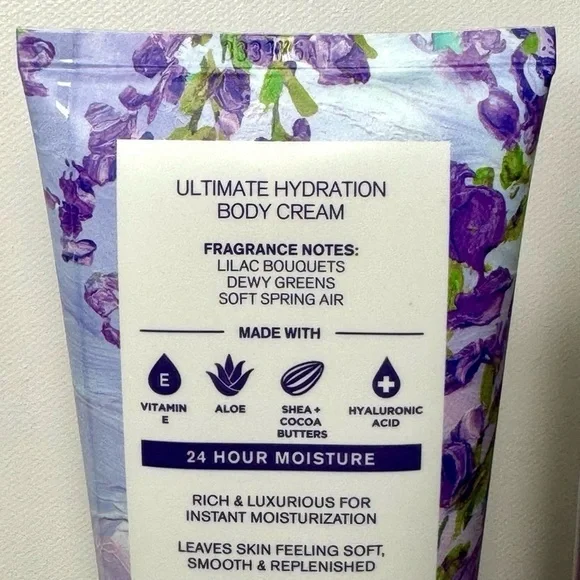 ULTIMATE HYDRATION
BODY CREAM
FRAGRANCE NOTES:
LILAC BOUQUETS
DEWY GREENS
SOFT SPRING AIR
MADE WITH
E
VITAMIN
E
ALOE
SHEA +
COCOA
BUTTERS
HYALURONIC
ACID
24 HOUR MOISTURE
RICH & LUXURIOUS FOR
INSTANT MOISTURIZATION
LEAVES SKIN FEELING SOFT,
SMOOTH & REPLENISHED